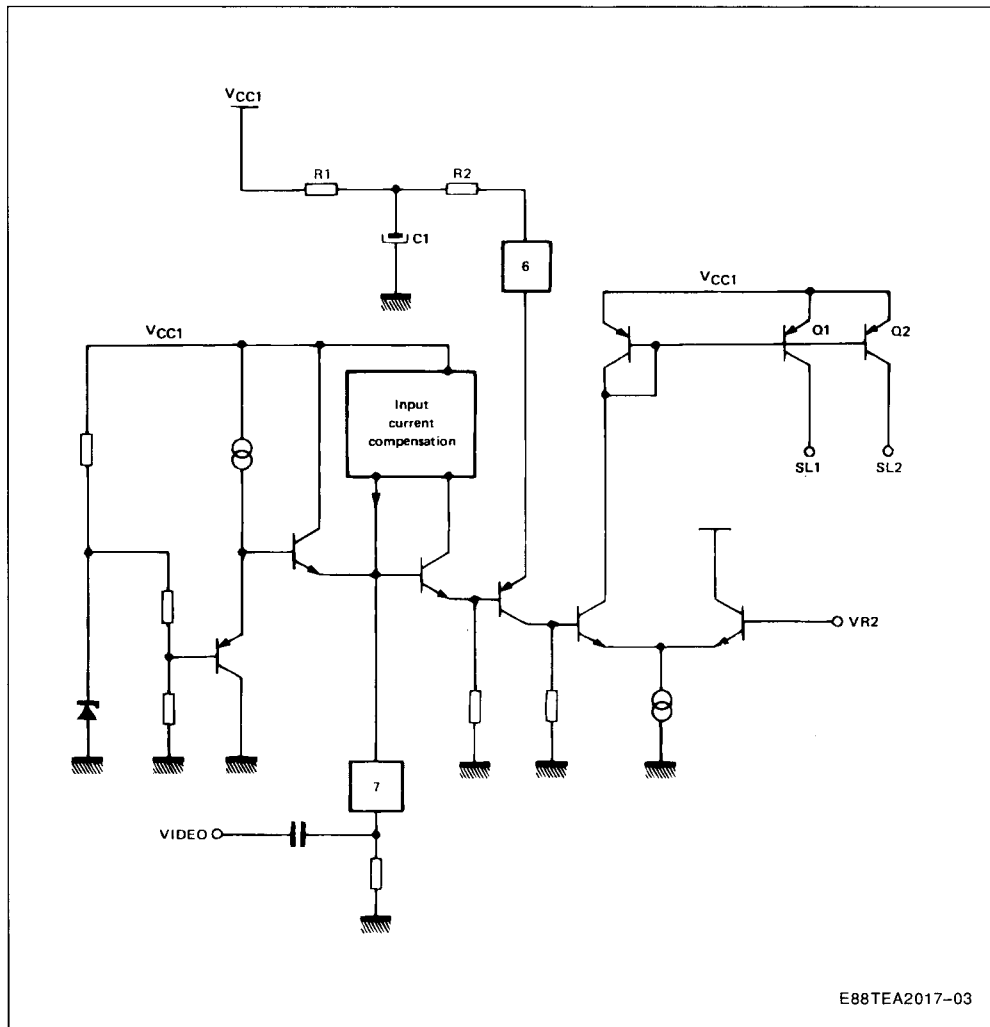 VCC1
R1
R2
C1
6
VCC1
Q1
Q2
VCC1
Input
current
compensation
SL1
SL2
VR2
7
VIDEO
E88TEA2017-03